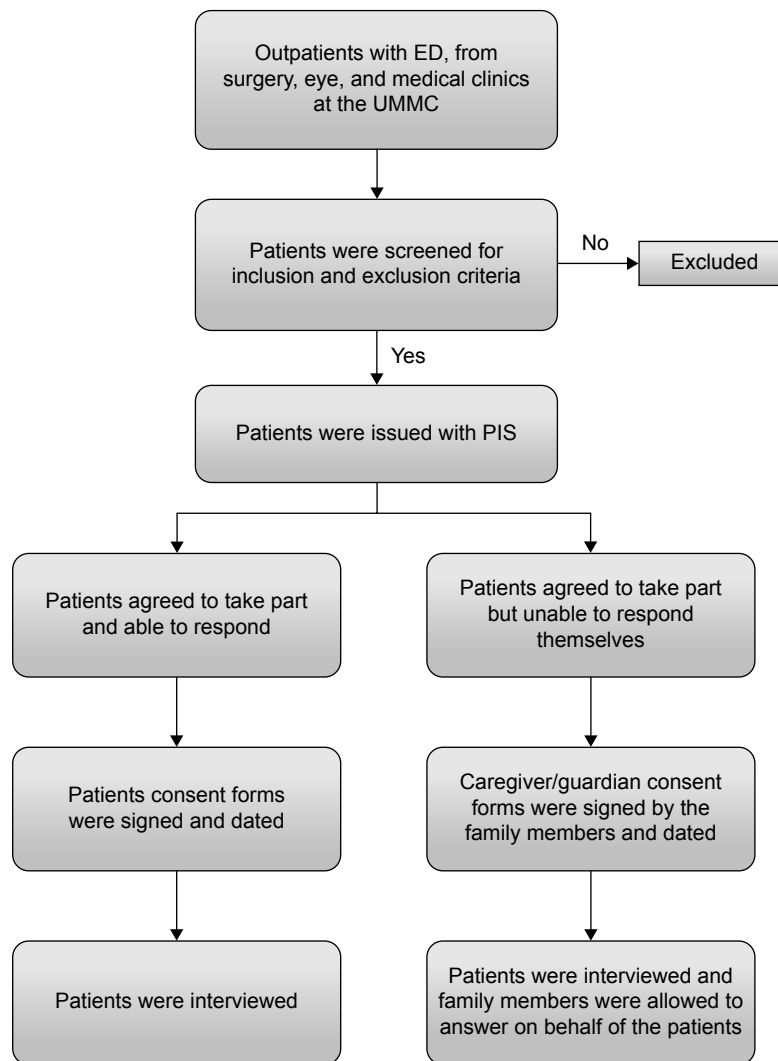 Outpatients with ED, from
surgery, eye, and medical clinics
at the UMMC
Patients were screened for
inclusion and exclusion criteria
No
Excluded
Yes
Patients were issued with PIS
Patients agreed to take part
and able to respond
Patients agreed to take part
but unable to respond
themselves
Patients consent forms
were signed and dated
Caregiver/guardian consent
forms were signed by the
family members and dated
Patients were interviewed
Patients were interviewed and
family members were allowed to
answer on behalf of the patients